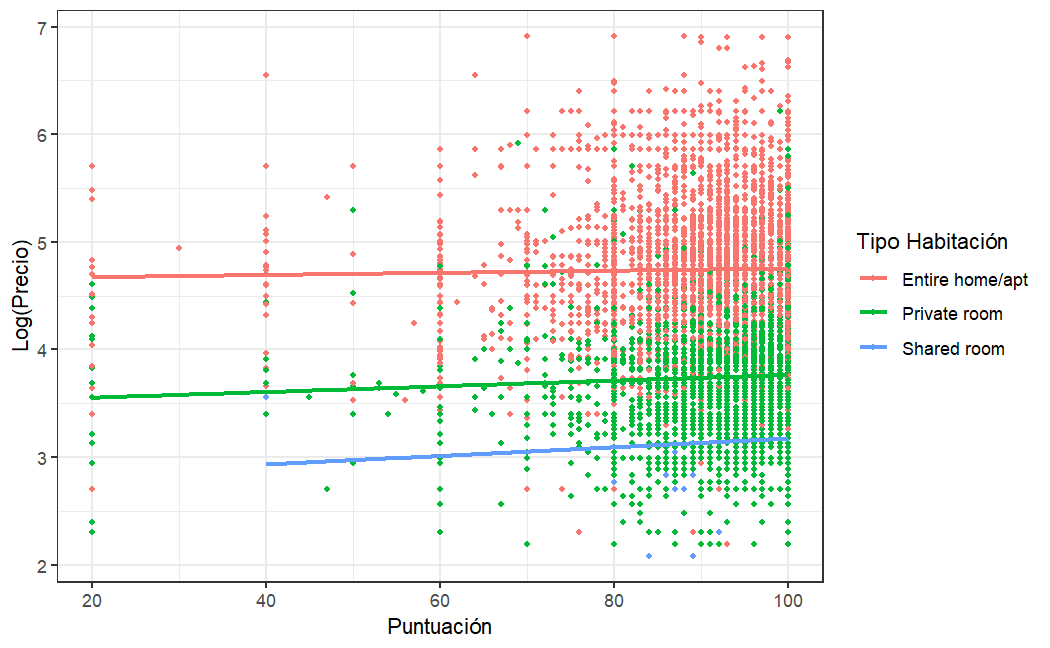 7
6
5
4
3
2
Log(Precio)
20 40 60 80 100
Puntuación
Tipo Habitación
Entire home/apt
Private room
Shared room